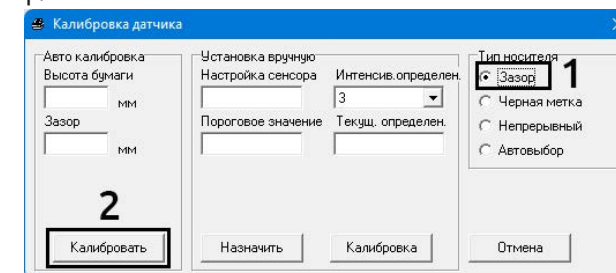 Калибровка датчика
Авто калибровка
Высота бумаги
мм
Зазор
мм
2
Калибровать
Установка вручную
Настройка сенсора Интенсив.определен.
3
Пороговое значение Текущ. определен.
Назначить Калибровка
Тип носителя
Зазор 1
Черная метка
Непрерывный
Автовыбор
Отмена